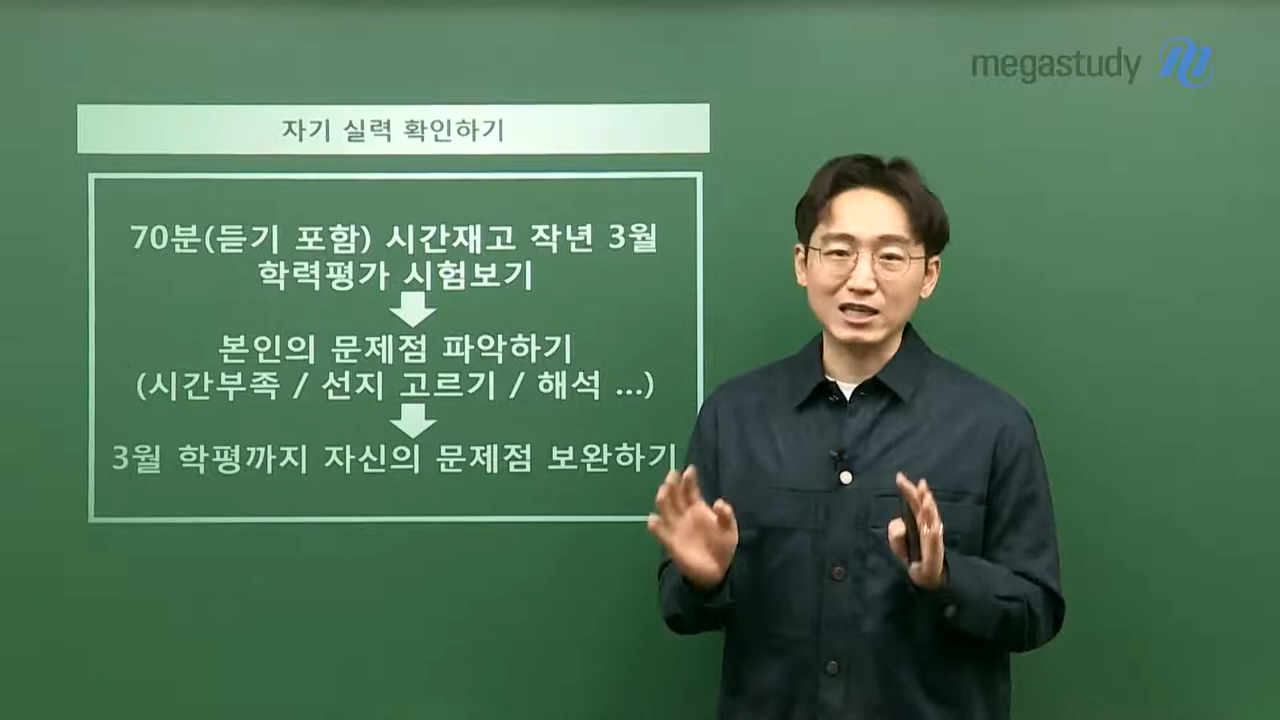 megastudy
자기 실력 확인하기
70분(듣기 포함) 시간재고 작년 3월
학력평가 시험보기
본인의 문제점 파악하기
(시간부족 / 선지 고르기 / 해석 ...)
3월 학평까지 자신의 문제점 보완하기